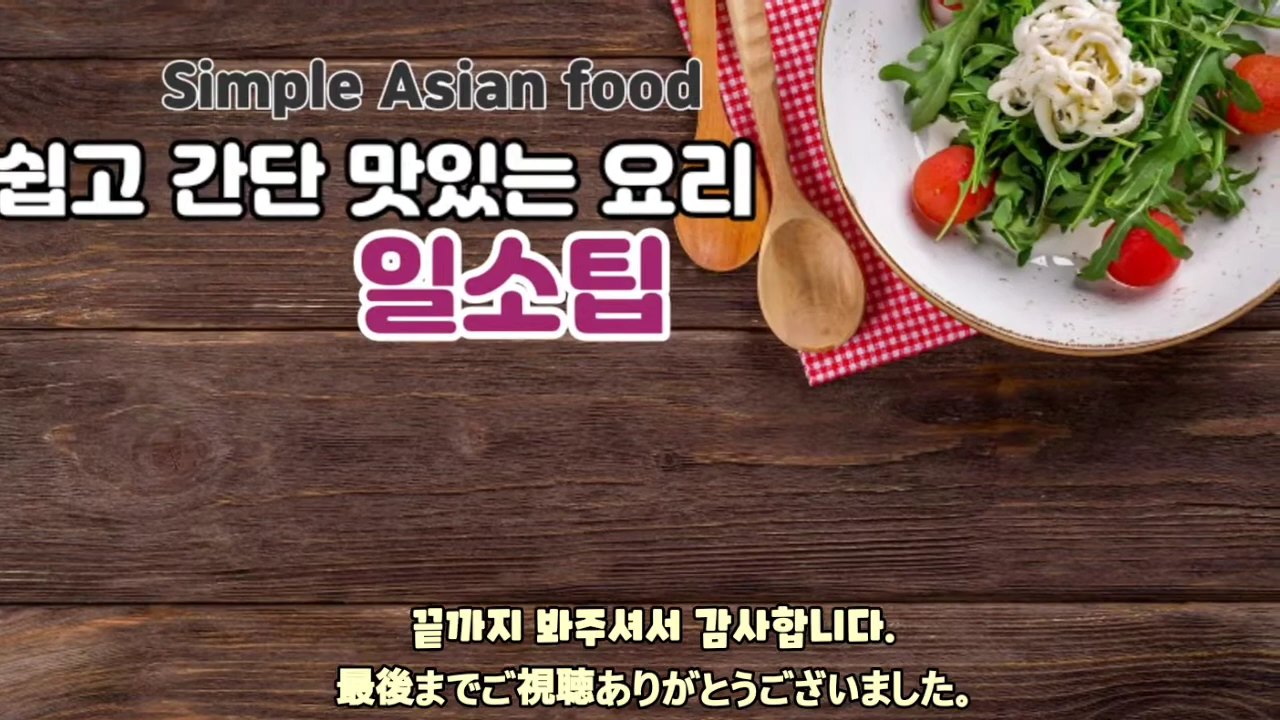 Simple Asian food
쉽고 간단 맛있는 요리
일소팁
끝까지 봐주셔서 감사합니다.
最後までご視聴ありがとうございました。